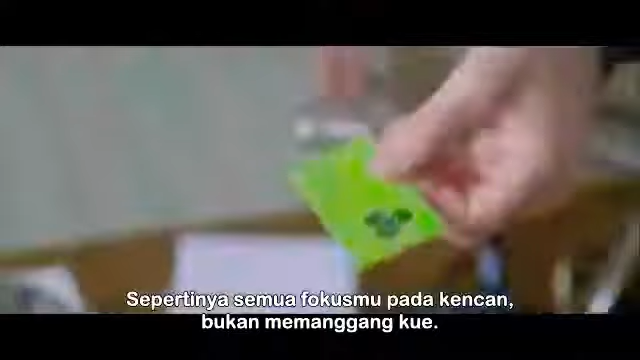 Sepertinya semua fokusmu pada kencan,
bukan memanggang kue.